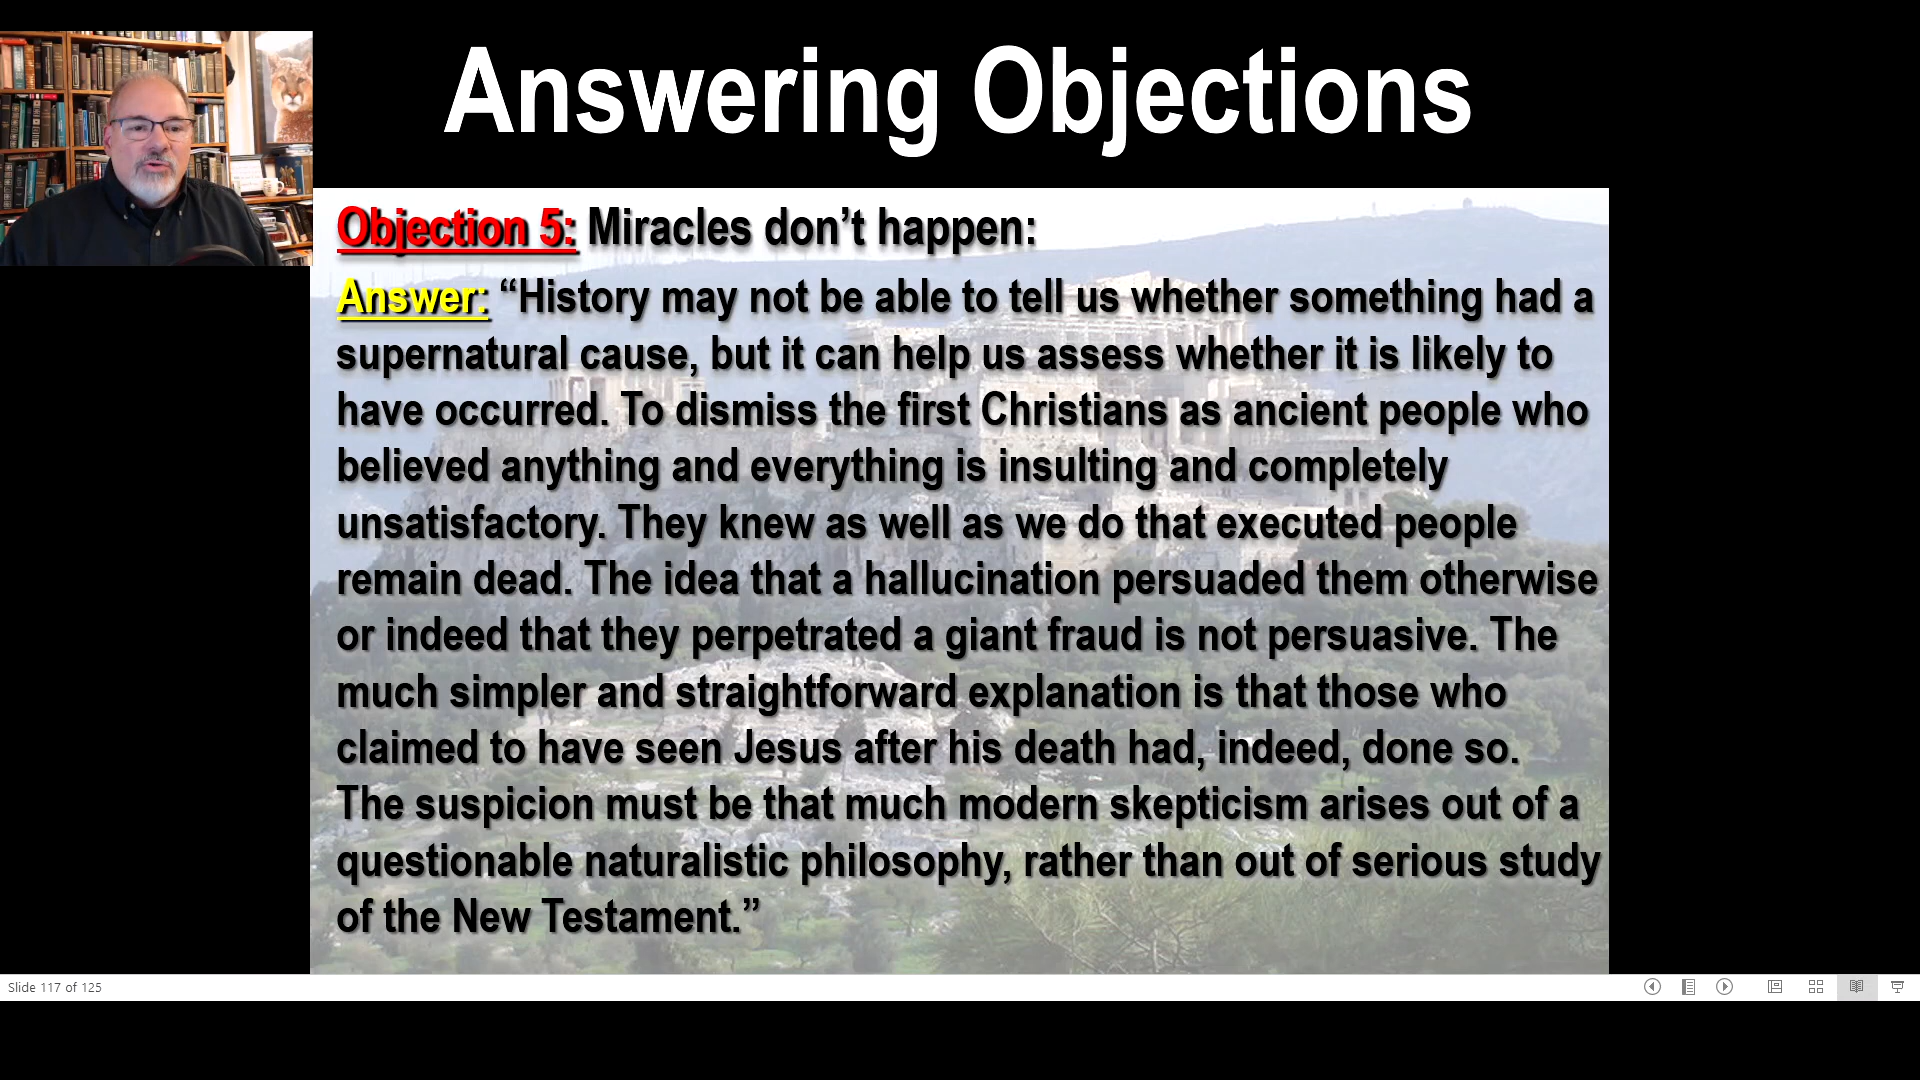 Answering Objections
Objection 5: Miracles don’t happen:
Answer: “History may not be able to tell us whether something had a
supernatural cause, but it can help us assess whether it is likely to
have occurred. To dismiss the first Christians as ancient people who
believed anything and everything is insulting and completely
unsatisfactory. They knew as well as we do that executed people
remain dead. The idea that a hallucination persuaded them otherwise
or indeed that they perpetrated a giant fraud is not persuasive. The
much simpler and straightforward explanation is that those who
claimed to have seen Jesus after his death had, indeed, done so.
The suspicion must be that much modern skepticism arises out of a
questionable naturalistic philosophy, rather than out of serious study
of the New Testament.”
Slide 117 of 125